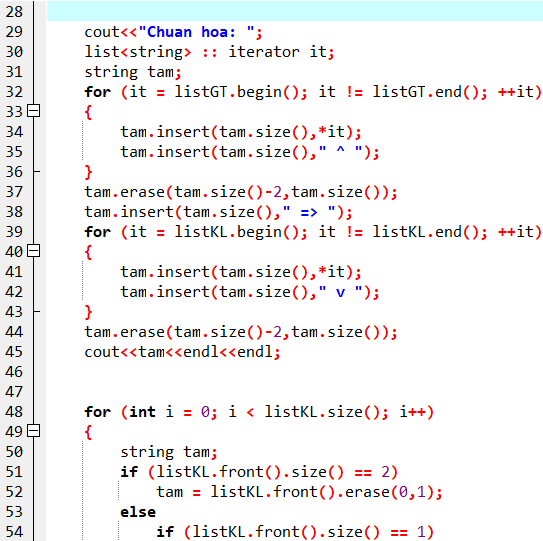 28
29 cout<<"Chuan hoa: ";
30 list<string> :: iterator it;
31 string tam;
32 for (it = listGT.begin(); it != listGT.end(); ++it)
33 {
34 tam.insert(tam.size(),*it);
35 tam.insert(tam.size()," ^ ");
36 }
37 tam.erase(tam.size()-2,tam.size());
38 tam.insert(tam.size()," => ");
39 for (it = listKL.begin(); it != listKL.end(); ++it)
40 {
41 tam.insert(tam.size(),*it);
42 tam.insert(tam.size()," v ");
43 }
44 tam.erase(tam.size()-2,tam.size());
45 cout<<tam<<endl<<endl;
46
47
48 for (int i = 0; i < listKL.size(); i++)
49 {
50 string tam;
51 if (listKL.front().size() == 2)
52 tam = listKL.front().erase(0,1);
53 else
54 if (listKL.front().size() == 1)